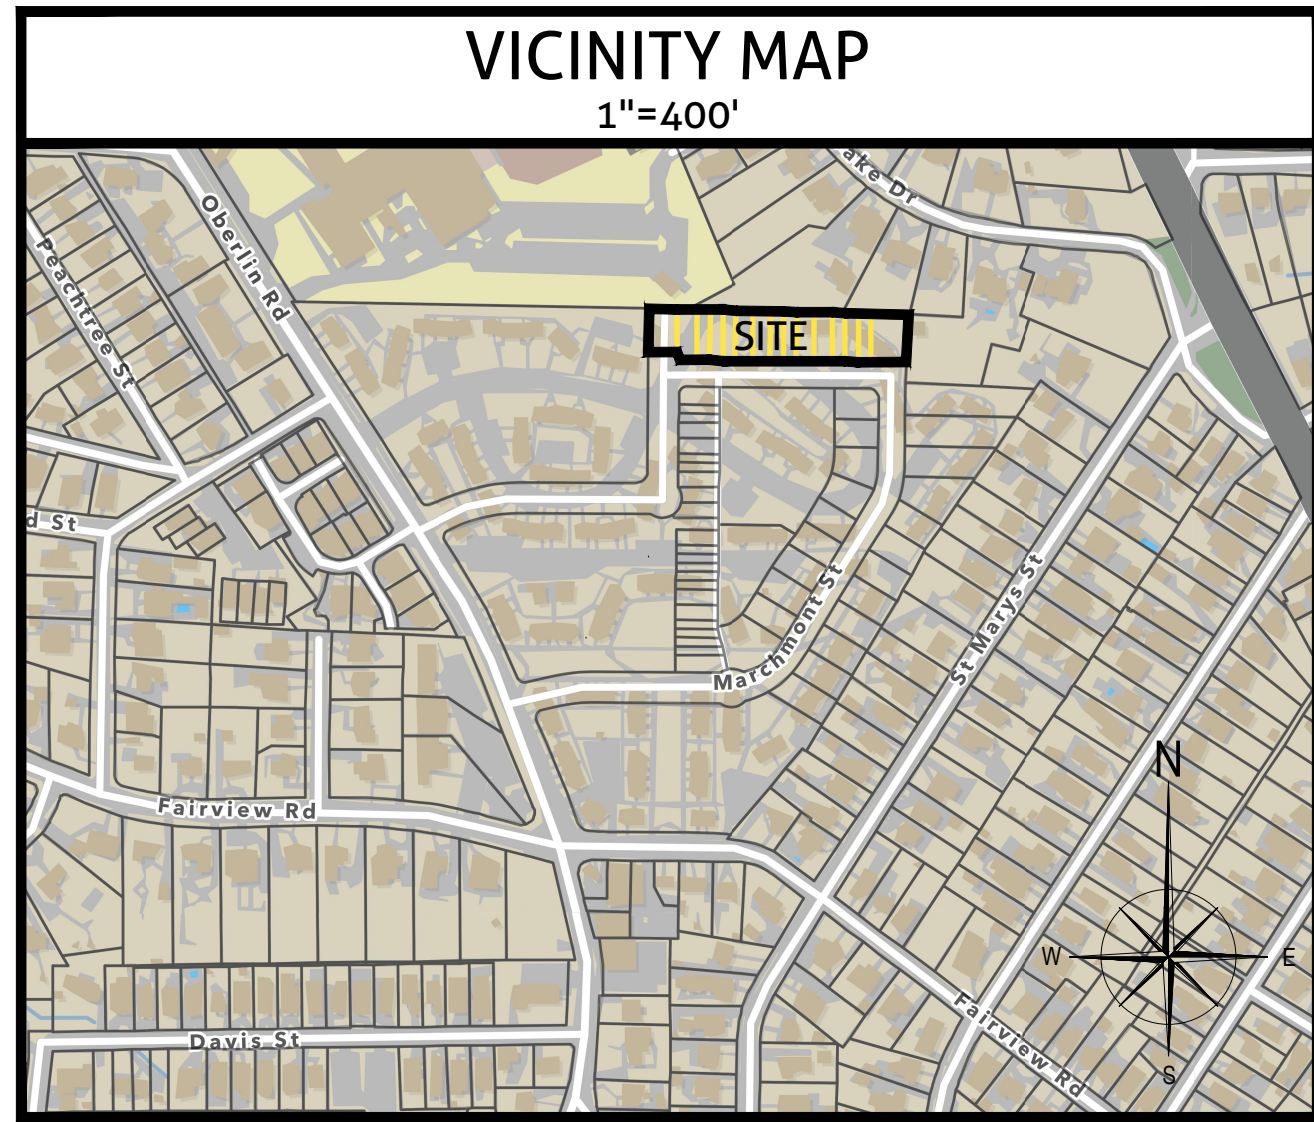 VICINITY MAP
1"=400'
ake Dr
Oberlin Rd
Peachtree St
SITE
d St
Marchmont St
St Marys St
N
Fairview Rd
W
E
Fairview Rd
Davis St
S